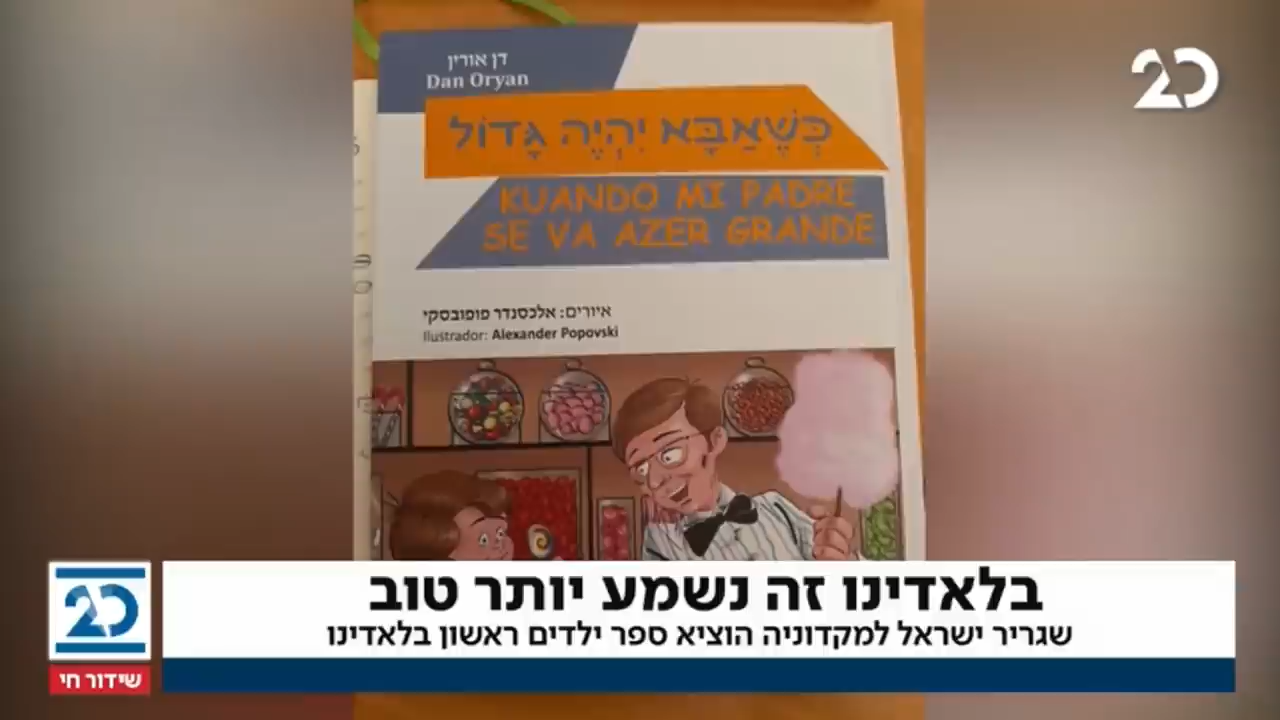 דן אורין
Dan Oryan
20
כְּשֶׁאַבָּא יִהְיֶה גָּדוֹל
KUANDO MI PADRE
SE VA AZER GRANDE
איורים: אלכסנדר פופובסקי
Ilustrador: Alexander Popovski
בלאדינו זה נשמע יותר טוב
שגריר ישראל למקדוניה הוציא ספר ילדים ראשון בלאדינו
20
שידור חי